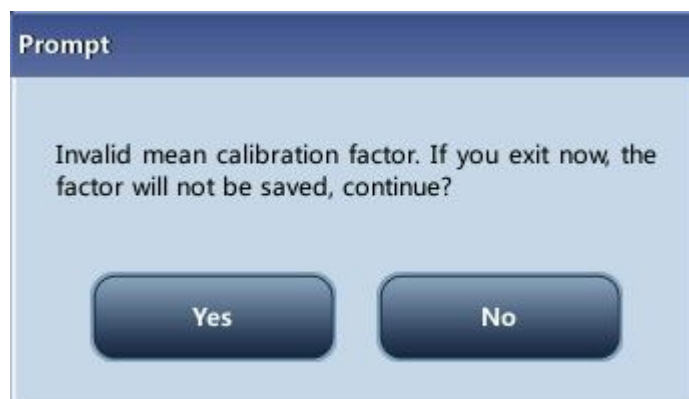 Prompt
Invalid mean calibration factor. If you exit now, the
factor will not be saved, continue?
Yes
No